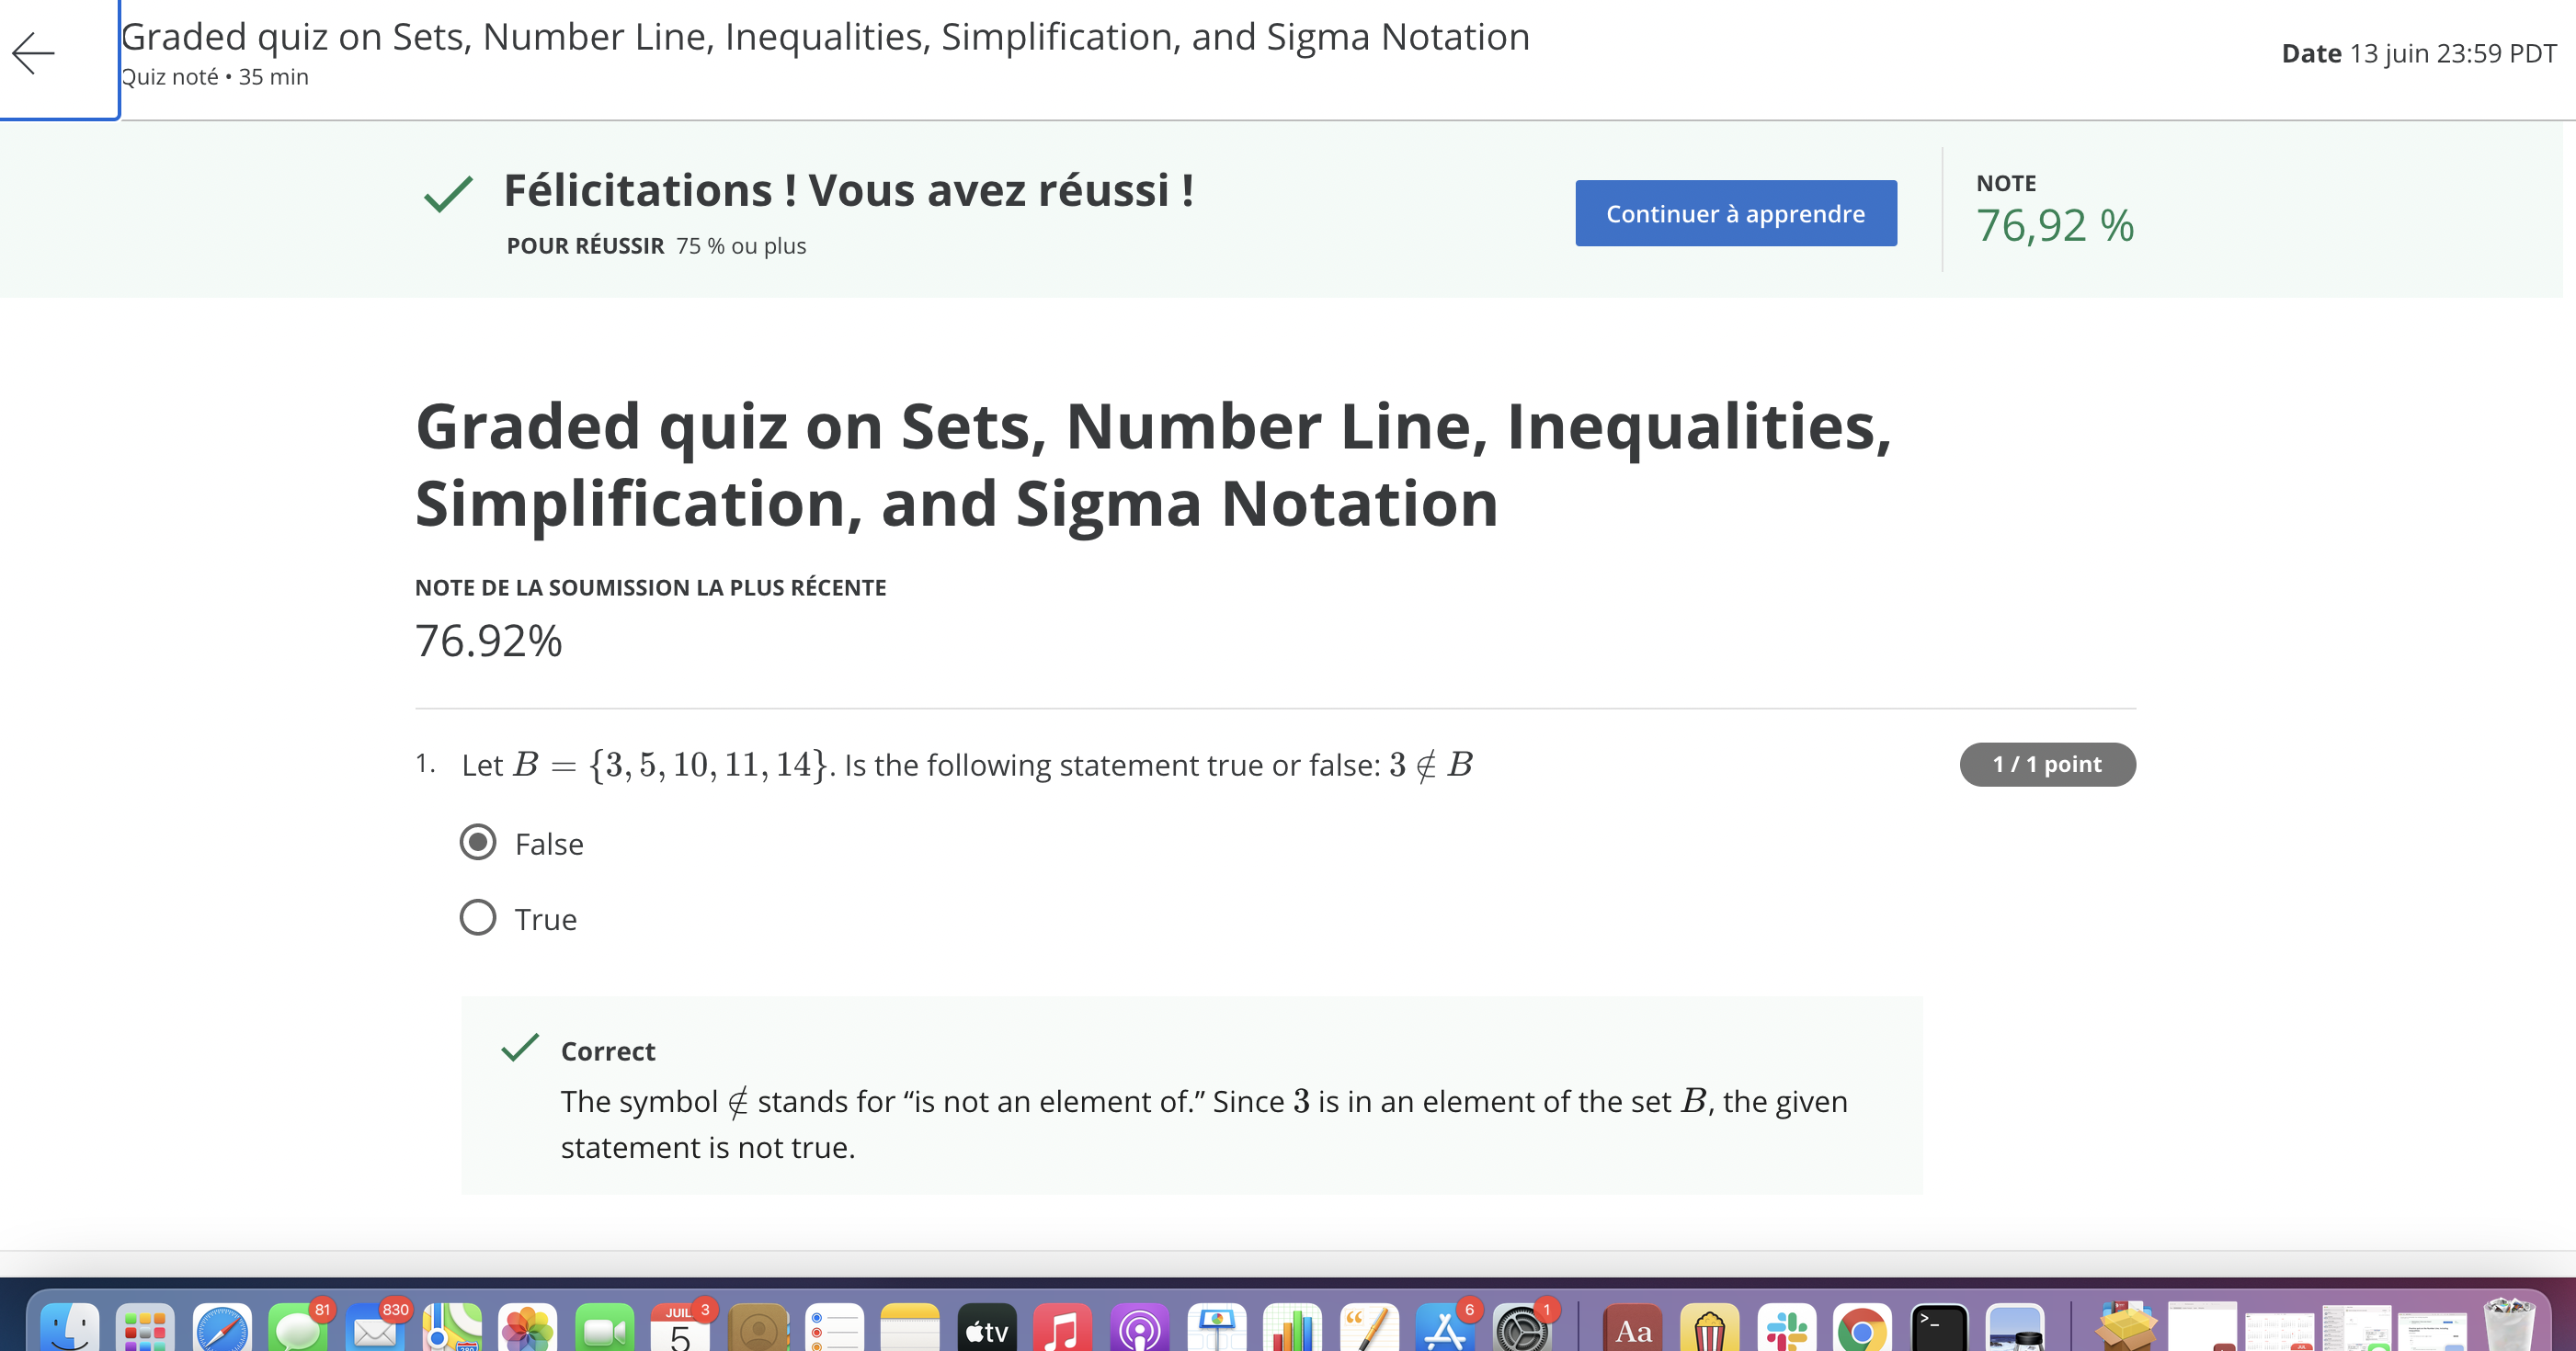 Graded quiz on Sets, Number Line, Inequalities, Simplification, and Sigma Notation
Quiz noté • 35 min
Date 13 juin 23:59 PDT
Félicitations ! Vous avez réussi !
POUR RÉUSSIR 75 % ou plus
Continuer à apprendre
NOTE
76,92 %
Graded quiz on Sets, Number Line, Inequalities,
Simplification, and Sigma Notation
NOTE DE LA SOUMISSION LA PLUS RÉCENTE
76.92%
1. Let B = {3, 5, 10, 11, 14}. Is the following statement true or false: 3 ∉ B
1 / 1 point
False
True
Correct
The symbol ∉ stands for “is not an element of.” Since 3 is in an element of the set B, the given
statement is not true.
81
830
JUIL
3
5
tv
6
1
Aa
>_
280